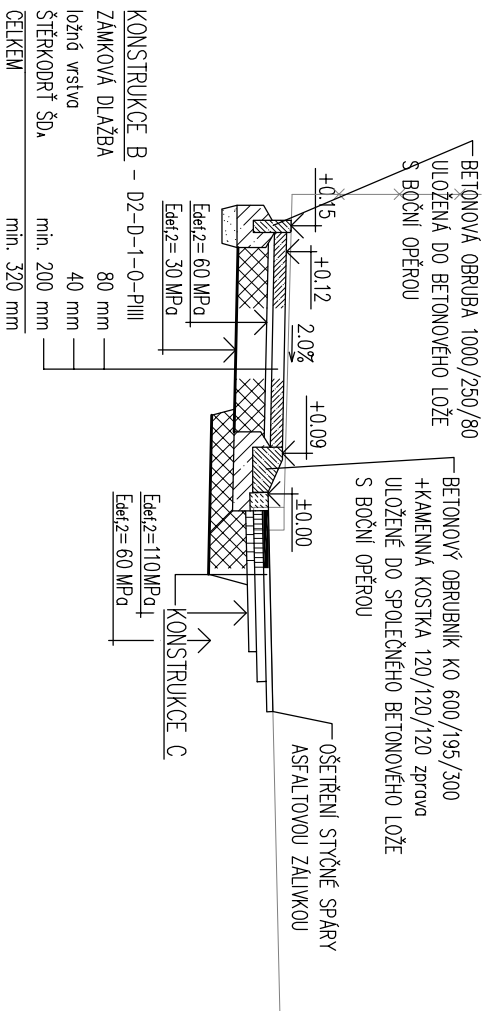 BETONOVÁ OBRUBA 1000/250/80
ULOŽENÁ DO BETONOVÉHO LOŽE
S BOČNÍ OPĚROU
BETONOVÝ OBRUBNÍK KO 600/195/300
+KAMENNÁ KOSTKA 120/120/120 zprava
ULOŽENÉ DO SPOLEČNÉHO BETONOVÉHO LOŽE
S BOČNÍ OPĚROU
OŠETŘENÍ STYČNÉ SPÁRY
ASFALTOVOU ZÁLIVKOU
+0.15
+0.12
2.0%
+0.09
±0.00
Edef,2= 60 MPa
Edef,2= 30 MPa
Edef,2= 110 MPa
Edef,2= 60 MPa
KONSTRUKCE C
KONSTRUKCE B - D2-D-1-O-PIII
ZÁMKOVÁ DLAŽBA 80 mm
ložná vrstva 40 mm
ŠTĚRKODRŤ ŠDA min. 200 mm
CELKEM min. 320 mm